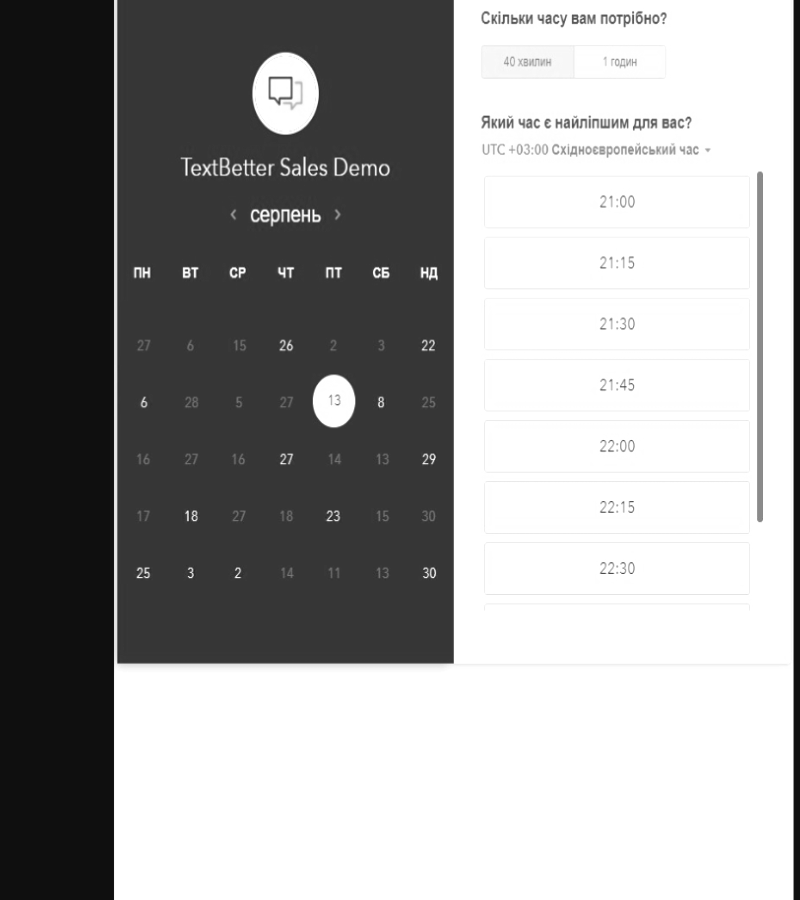 TextBetter Sales Demo
‹ серпень ›
ПН ВТ СР ЧТ ПТ СБ НД
27 6 15 26 2 3 22
6 28 5 27 13 8 25
16 27 16 27 14 13 29
17 18 27 18 23 15 30
25 3 2 14 11 13 30
Скільки часу вам потрібно?
40 хвилин 1 годин
Який час є найліпшим для вас?
UTC +03:00 Східноєвропейський час
21:00
21:15
21:30
21:45
22:00
22:15
22:30